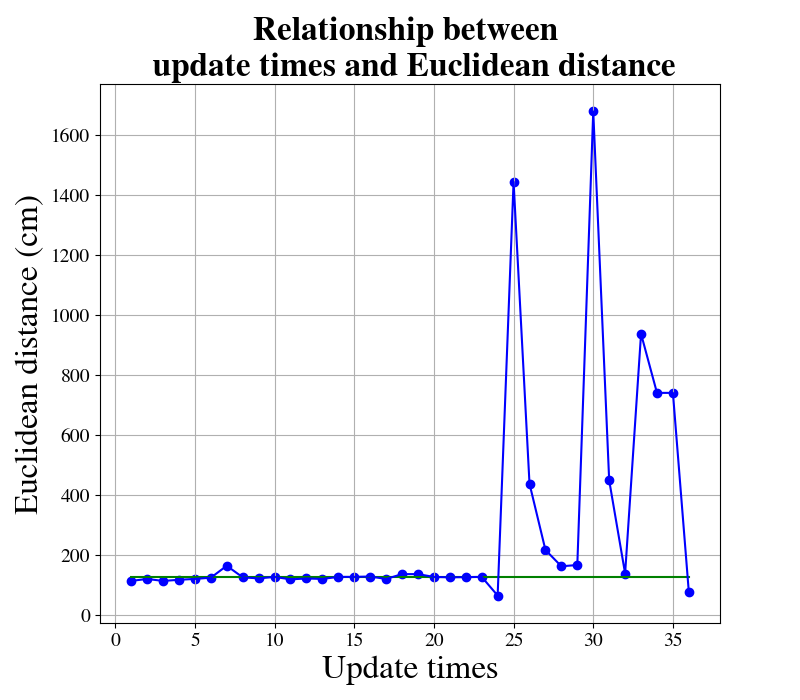 Relationship between
update times and Euclidean distance
Euclidean distance (cm)
1600
1400
1200
1000
800
600
400
200
0
0 5 10 15 20 25 30 35
Update times